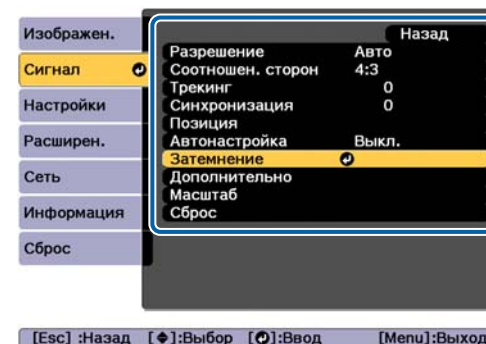 Изображен.
Сигнал
Настройки
Расширен.
Сеть
Информация
Сброс
Назад
Разрешение Авто
Соотношен. сторон 4:3
Трекинг 0
Синхронизация 0
Позиция
Автонастройка Выкл.
Затемнение
Дополнительно
Масштаб
Сброс
[Esc] :Назад [◆]:Выбор [⏎]:Ввод [Menu]:Выход